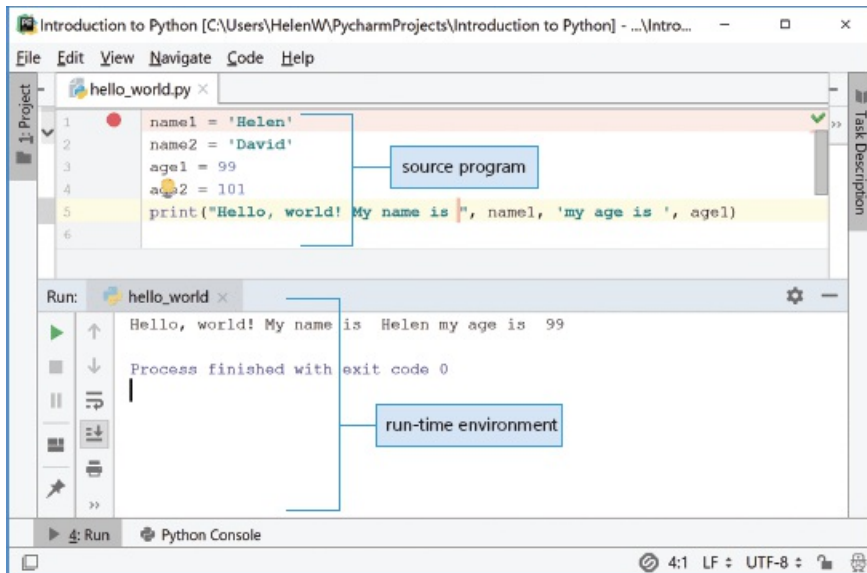 Introduction to Python [C:\Users\HelenW\PycharmProjects\Introduction to Python] - ...\Intro...
File Edit View Navigate Code Help
1: Project
hello_world.py
Task Description
1 name1 = 'Helen'
2 name2 = 'David'
3 age1 = 99
4 age2 = 101
5 print("Hello, world! My name is ", name1, 'my age is ', age1)
6
source program
Run: hello_world
Hello, world! My name is  Helen my age is  99
Process finished with exit code 0
run-time environment
4: Run Python Console
4:1 LF UTF-8